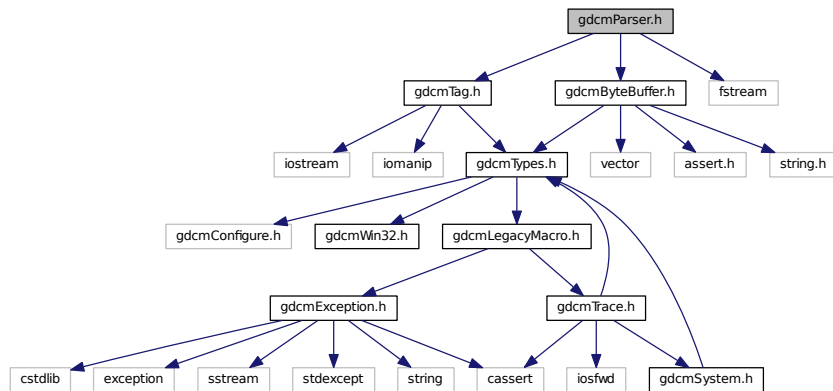 gdcmParser.h
gdcmTag.h
gdcmByteBuffer.h
fstream
iostream
iomanip
gdcmTypes.h
vector
assert.h
string.h
gdcmConfigure.h
gdcmWin32.h
gdcmLegacyMacro.h
gdcmException.h
gdcmTrace.h
cstdlib
exception
sstream
stdexcept
string
cassert
iosfwd
gdcmSystem.h